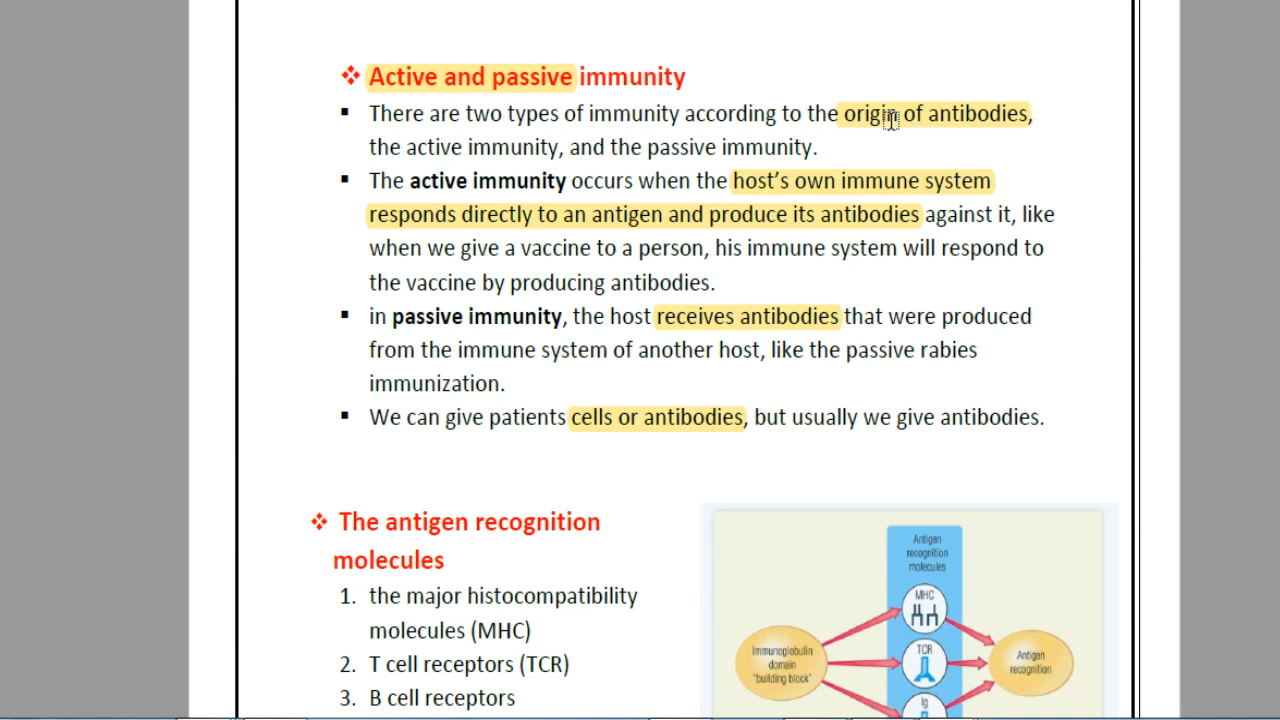 ❖ Active and passive immunity
▪ There are two types of immunity according to the origin of antibodies,
the active immunity, and the passive immunity.
▪ The active immunity occurs when the host's own immune system
responds directly to an antigen and produce its antibodies against it, like
when we give a vaccine to a person, his immune system will respond to
the vaccine by producing antibodies.
▪ in passive immunity, the host receives antibodies that were produced
from the immune system of another host, like the passive rabies
immunization.
▪ We can give patients cells or antibodies, but usually we give antibodies.
❖ The antigen recognition
molecules
1. the major histocompatibility
molecules (MHC)
2. T cell receptors (TCR)
3. B cell receptors
Antigen
recognition
molecules
MHC
TCR
Ig
Immunoglobulin
domain
"building block"
Antigen
recognition